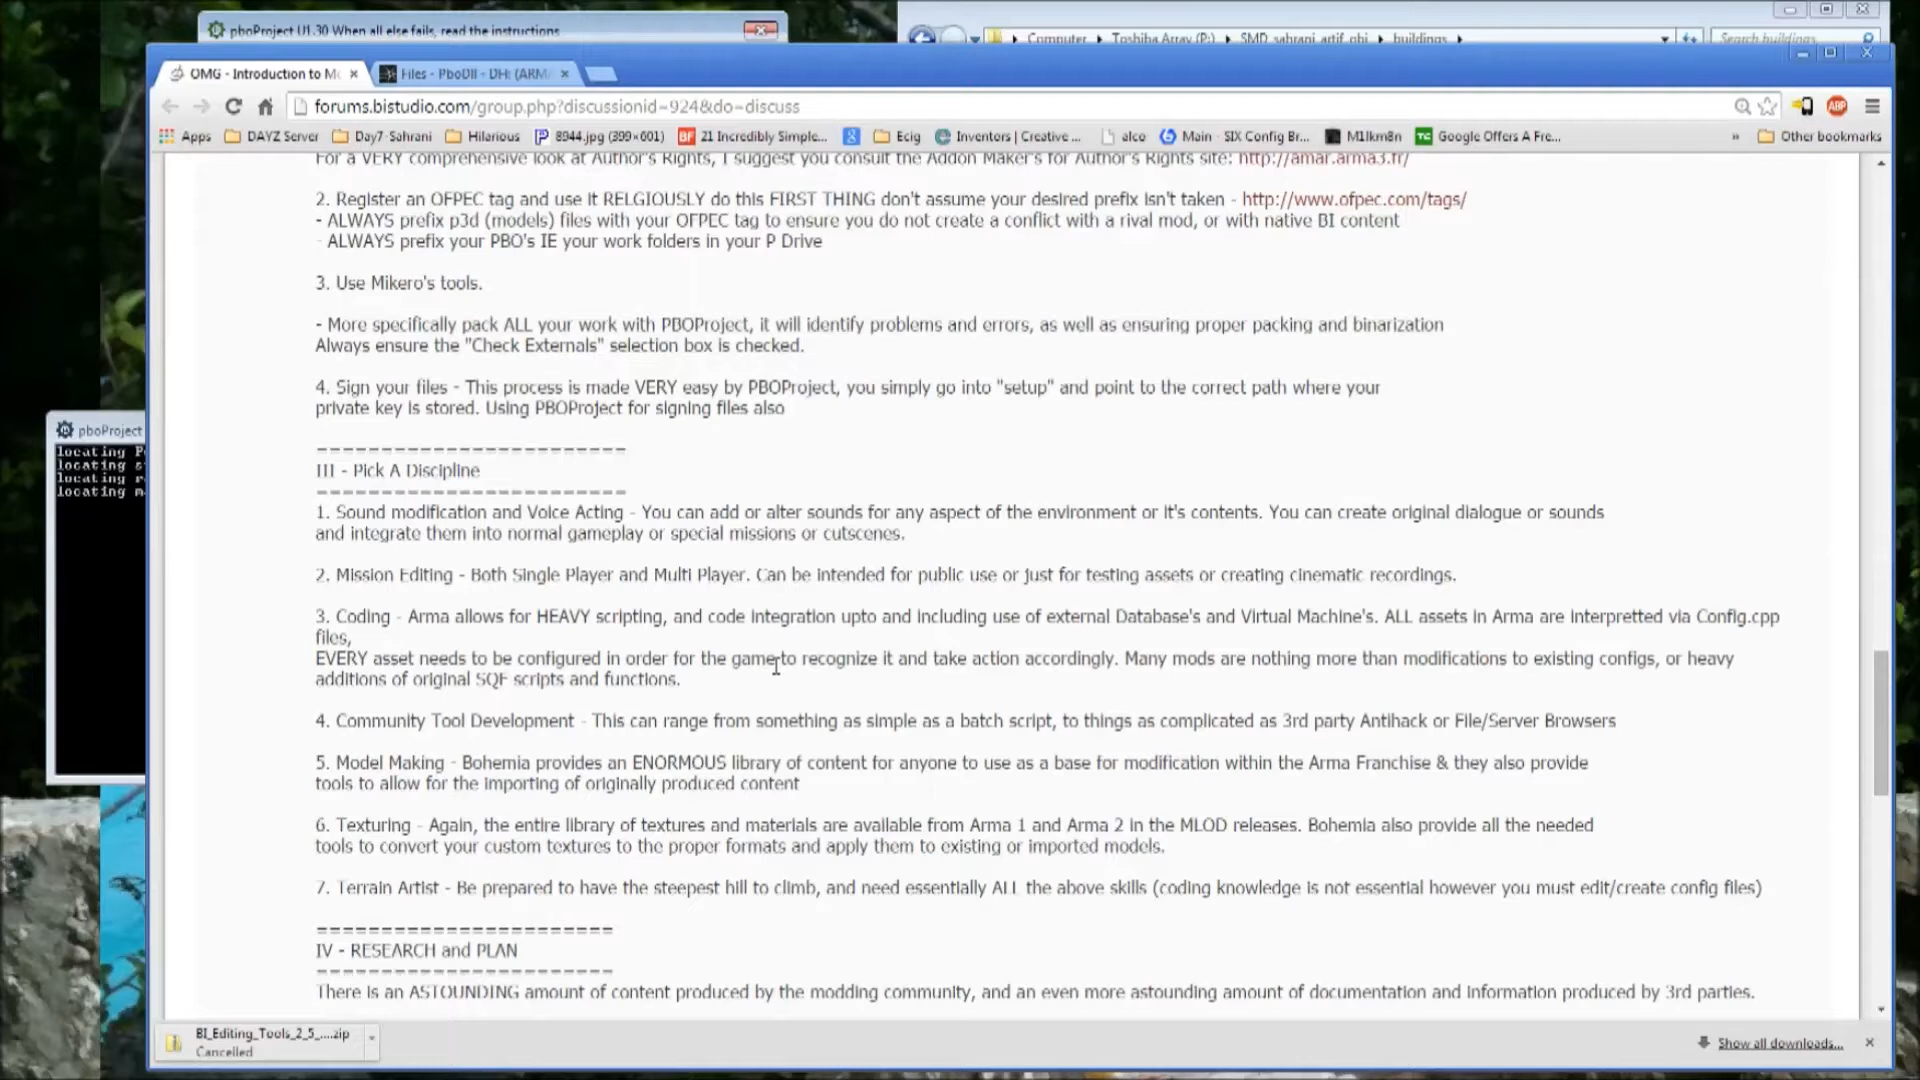 pboProject U1.30 When all else fails, read the instructions
Computer Toshiba Array (P:) SMD_sahrani_artif_obj buildings
Search buildings
OMG - Introduction to Mo
Files - PboDll - DH: (ARM
forums.bistudio.com/group.php?discussionid=924&do=discuss
ABP
Apps DAYZ Server Day7-Sahrani Hilarious 8944.jpg (399×601) 21 Incredibly Simple... Ecig Inventors | Creative ... alco Main - SIX Config Br... M1lkm8n Google Offers A Fre... » Other bookmarks
For a VERY comprehensive look at Author's Rights, I suggest you consult the Addon Maker's for Author's Rights site: http://amar.arma3.fr/
2. Register an OFPEC tag and use it RELGIOUSLY do this FIRST THING don't assume your desired prefix isn't taken - http://www.ofpec.com/tags/
- ALWAYS prefix p3d (models) files with your OFPEC tag to ensure you do not create a conflict with a rival mod, or with native BI content
- ALWAYS prefix your PBO's IE your work folders in your P Drive
3. Use Mikero's tools.
- More specifically pack ALL your work with PBOProject, it will identify problems and errors, as well as ensuring proper packing and binarization
Always ensure the "Check Externals" selection box is checked.
4. Sign your files - This process is made VERY easy by PBOProject, you simply go into "setup" and point to the correct path where your
private key is stored. Using PBOProject for signing files also
pboProject
locating P
locating s
locating r
locating m
=======================
III - Pick A Discipline
=======================
1. Sound modification and Voice Acting - You can add or alter sounds for any aspect of the environment or it's contents. You can create original dialogue or sounds
and integrate them into normal gameplay or special missions or cutscenes.
2. Mission Editing - Both Single Player and Multi Player. Can be intended for public use or just for testing assets or creating cinematic recordings.
3. Coding - Arma allows for HEAVY scripting, and code integration upto and including use of external Database's and Virtual Machine's. ALL assets in Arma are interpretted via Config.cpp
files,
EVERY asset needs to be configured in order for the game to recognize it and take action accordingly. Many mods are nothing more than modifications to existing configs, or heavy
additions of original SQF scripts and functions.
4. Community Tool Development - This can range from something as simple as a batch script, to things as complicated as 3rd party Antihack or File/Server Browsers
5. Model Making - Bohemia provides an ENORMOUS library of content for anyone to use as a base for modification within the Arma Franchise & they also provide
tools to allow for the importing of originally produced content
6. Texturing - Again, the entire library of textures and materials are available from Arma 1 and Arma 2 in the MLOD releases. Bohemia also provide all the needed
tools to convert your custom textures to the proper formats and apply them to existing or imported models.
7. Terrain Artist - Be prepared to have the steepest hill to climb, and need essentially ALL the above skills (coding knowledge is not essential however you must edit/create config files)
======================
IV - RESEARCH and PLAN
======================
There is an ASTOUNDING amount of content produced by the modding community, and an even more astounding amount of documentation and information produced by 3rd parties.
BI_Editing_Tools_2_5_....zip
Cancelled
Show all downloads...